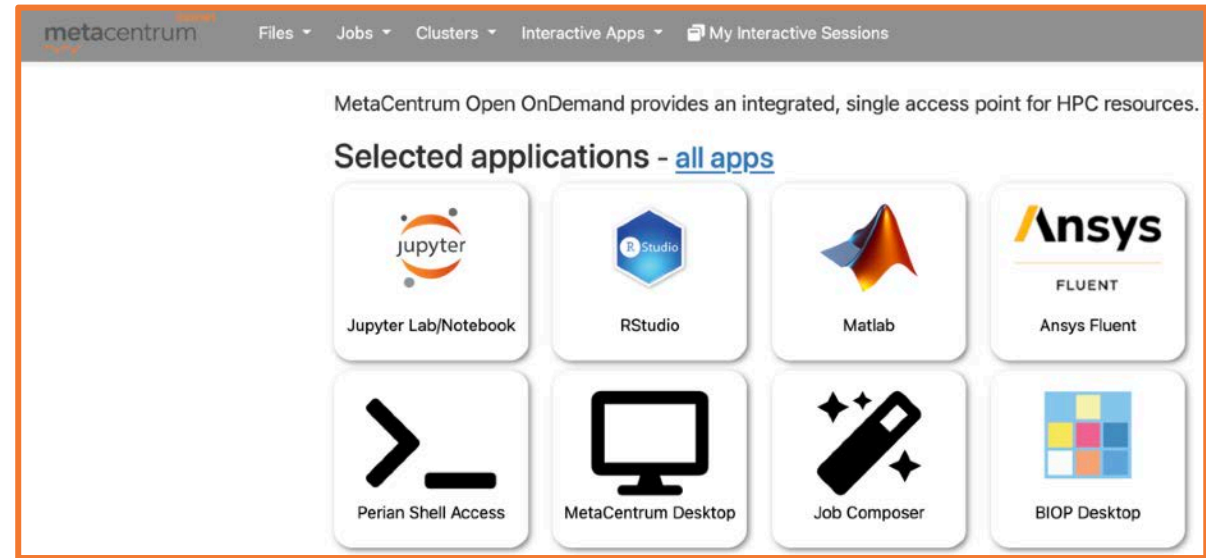 metacentrum
Files Jobs Clusters Interactive Apps My Interactive Sessions
MetaCentrum Open OnDemand provides an integrated, single access point for HPC resources.
Selected applications - all apps
jupyter
R Studio
Ansys
FLUENT
Jupyter Lab/Notebook RStudio Matlab Ansys Fluent
Perian Shell Access MetaCentrum Desktop Job Composer BIOP Desktop